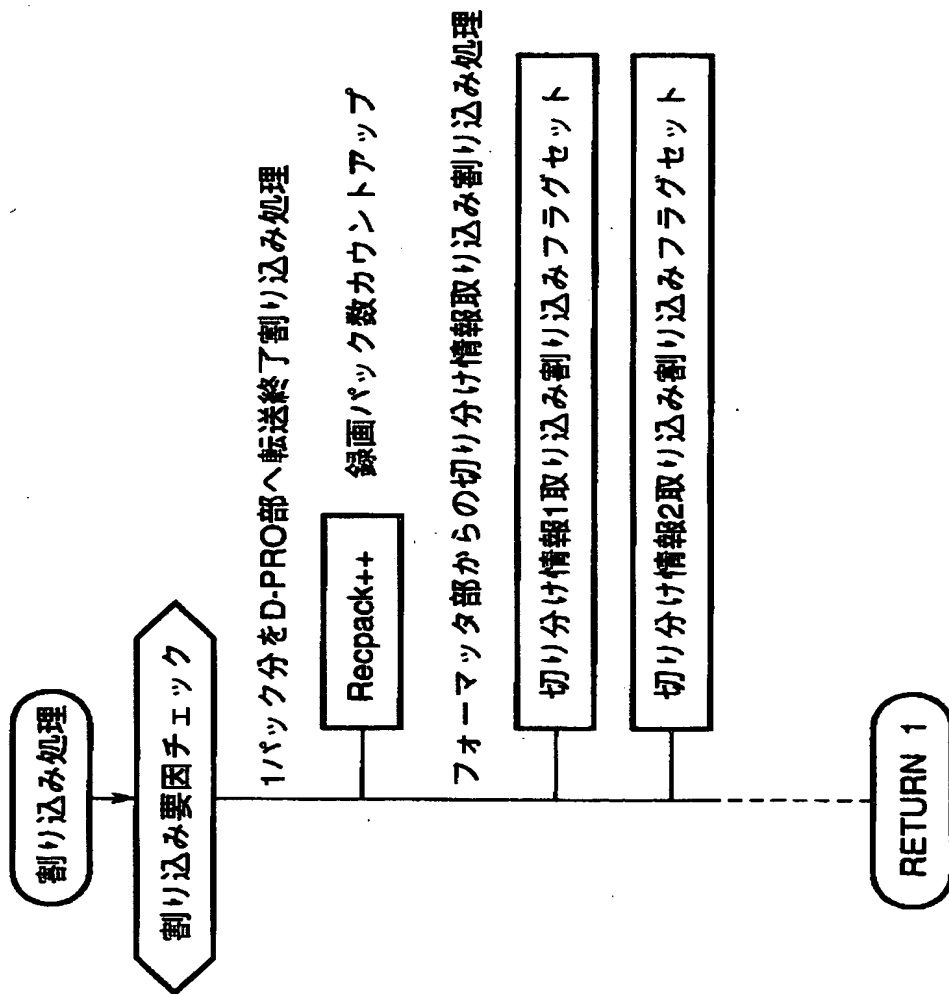 割り込み処理
割り込み要因チェック
1パック分をD-PRO部へ転送終了割り込み処理
Recpack++
録画パック数カウントアップ
フォーマッタ部からの切り分け情報取り込み割り込み処理
切り分け情報1取り込み割り込みフラグセット
切り分け情報2取り込み割り込みフラグセット
RETURN 1